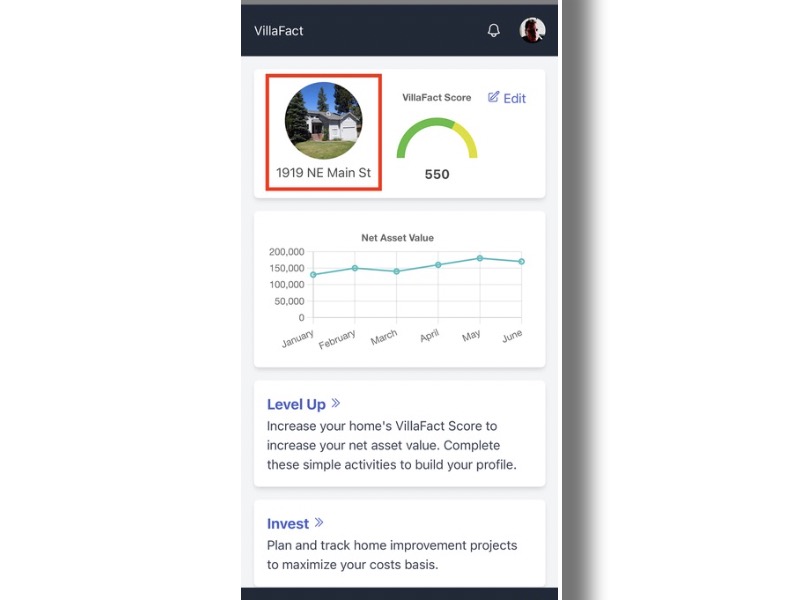 VillaFact
VillaFact Score
Edit
1919 NE Main St
550
Net Asset Value
200,000
150,000
100,000
50,000
0
January
February
March
April
May
June
Level Up
Increase your home's VillaFact Score to
increase your net asset value. Complete
these simple activities to build your profile.
Invest
Plan and track home improvement projects
to maximize your costs basis.